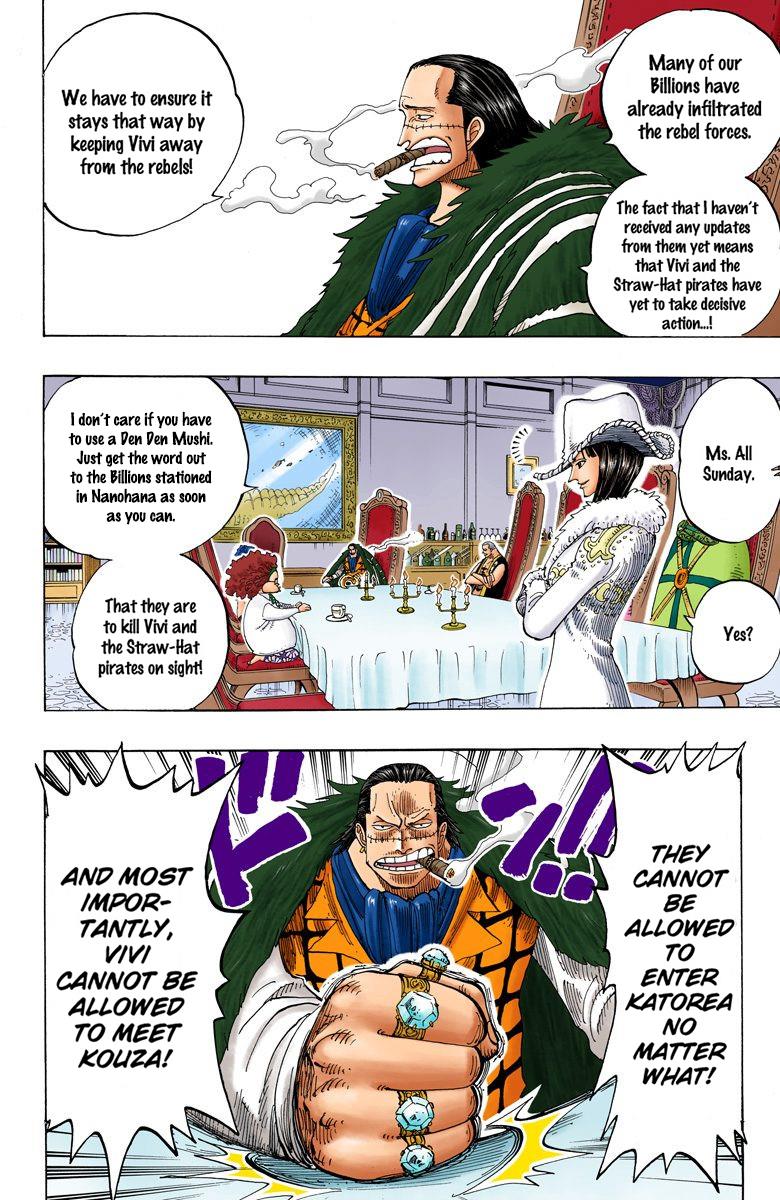 Many of our
Billions have
already infiltrated
the rebel forces.
The fact that I haven't
received any updates
from them yet means
that Vivi and the
Straw-Hat pirates have
yet to take decisive
action...!
We have to ensure it
stays that way by
keeping Vivi away
from the rebels!
Ms. All
Sunday.
Yes?
I don't care if you have
to use a Den Den Mushi.
Just get the word out
to the Billions stationed
in Nanohana as soon
as you can.
That they are
to kill Vivi and
the Straw-Hat
pirates on sight!
THEY
CANNOT
BE
ALLOWED
TO
ENTER
KATOREA
NO
MATTER
WHAT!
AND MOST
IMPOR-
TANTLY,
VIVI
CANNOT BE
ALLOWED
TO MEET
KOUZA!
ドン!!